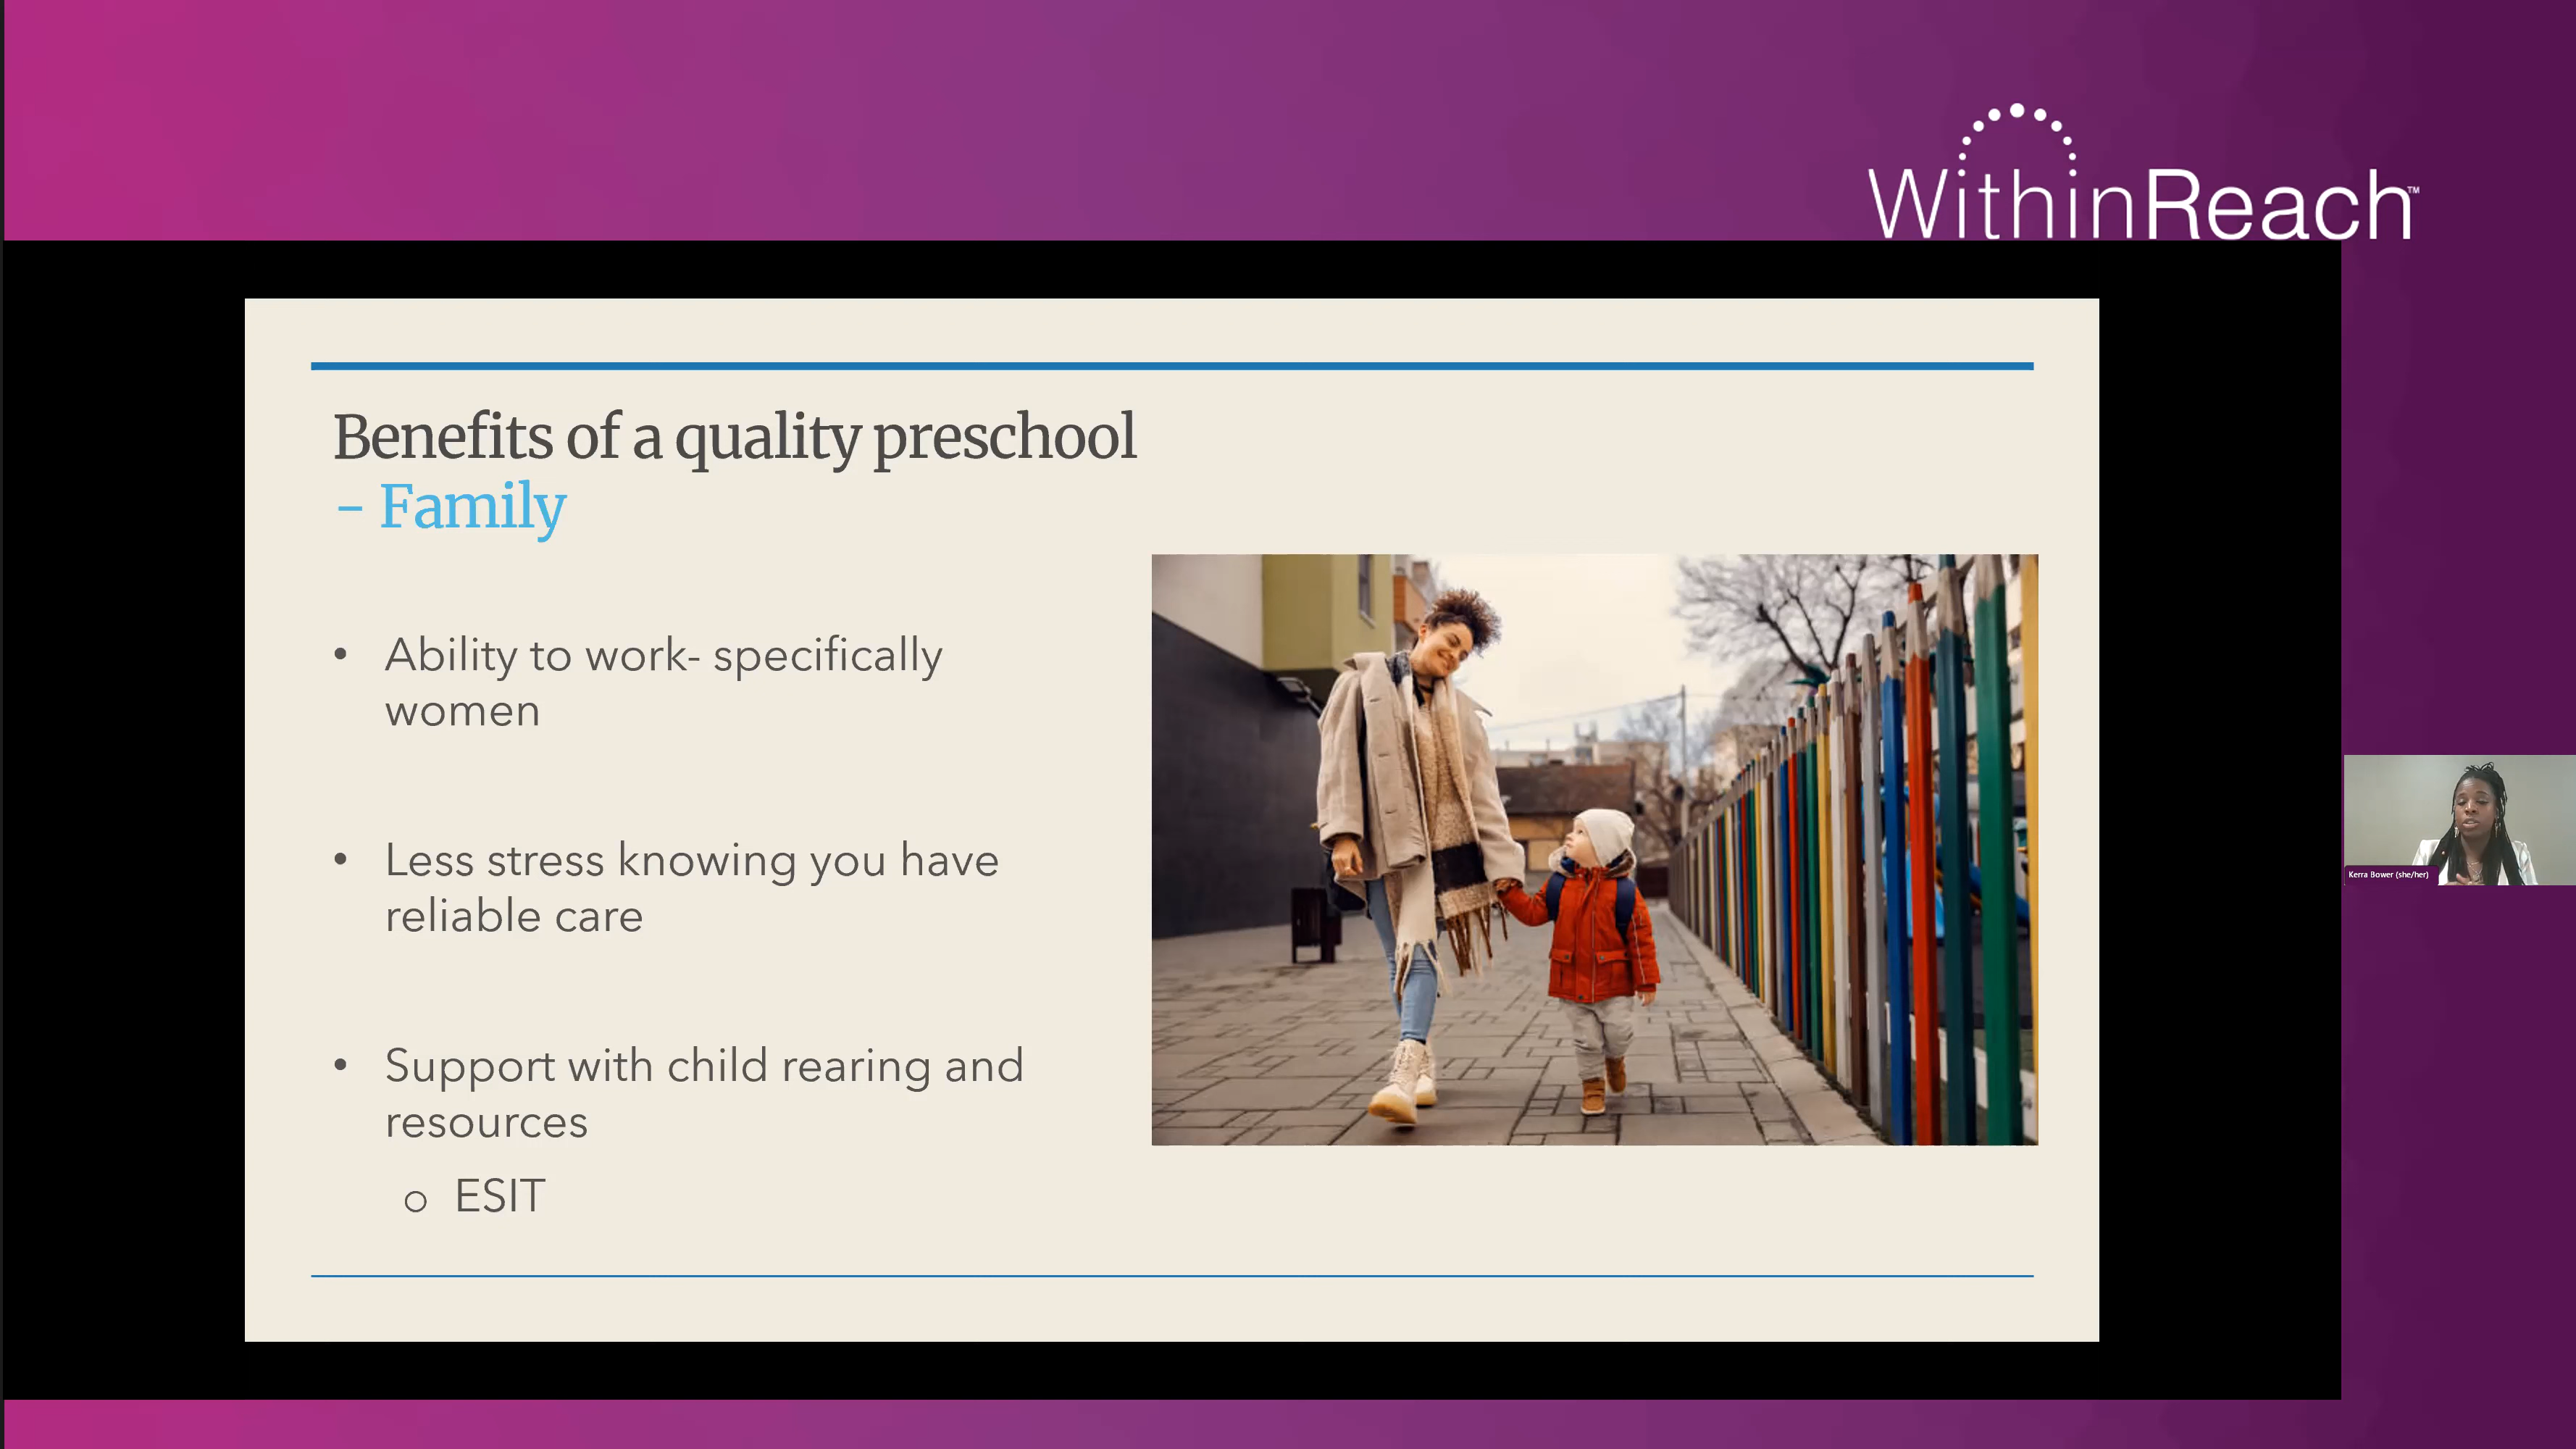 WithinReach™
Benefits of a quality preschool
- Family
• Ability to work- specifically
women
• Less stress knowing you have
reliable care
• Support with child rearing and
resources
o ESIT
Kerra Bower (she/her)